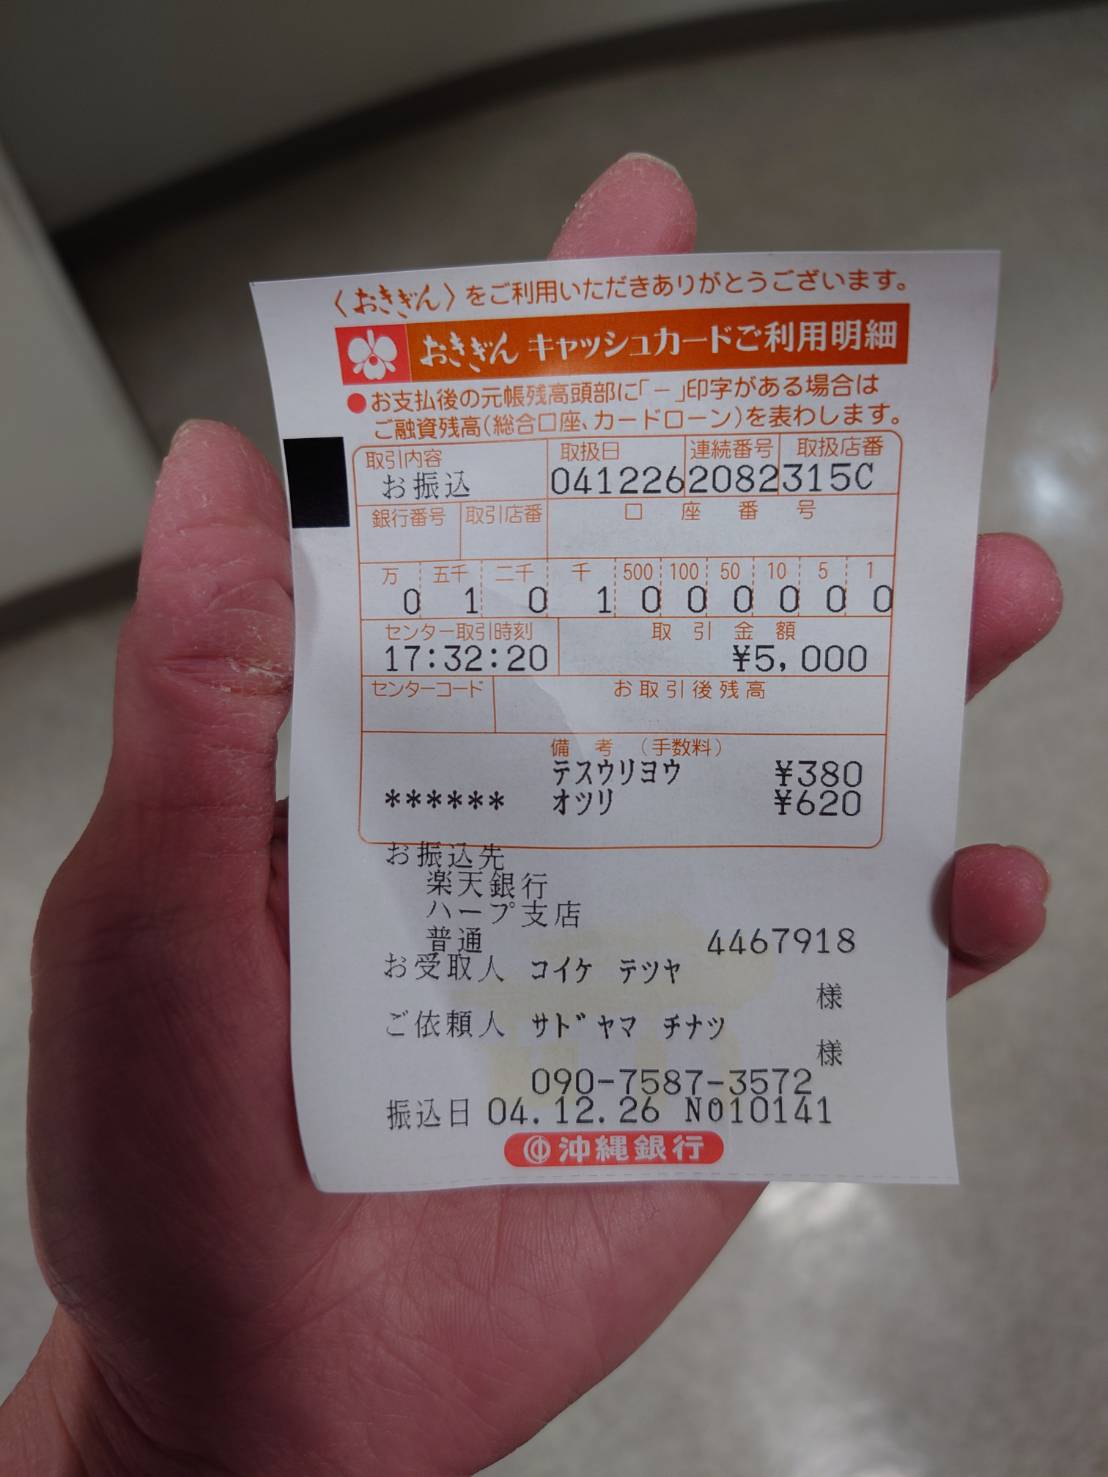 〈おきぎん〉をご利用いただきありがとうございます。
おきぎん キャッシュカードご利用明細
●お支払後の元帳残高頭部に「－」印字がある場合は
ご融資残高(総合口座、カードローン)を表わします。
取引内容 取扱日 連続番号 取扱店番
お振込 041226 2082 315C
銀行番号 取引店番 口座番号
万 五千 二千 千 500 100 50 10 5 1
0 1 0 1 0 0 0 0 0 0
センター取引時刻 取引金額
17:32:20 ¥5,000
センターコード お取引後残高
備考（手数料）
テスウリヨウ ¥380
****** オツリ ¥620
お振込先
楽天銀行
ハープ支店
普通 4467918
お受取人 コイケ テツヤ
様
ご依頼人 サドヤマ チナツ
様
090-7587-3572
振込日 04.12.26 N010141
沖縄銀行